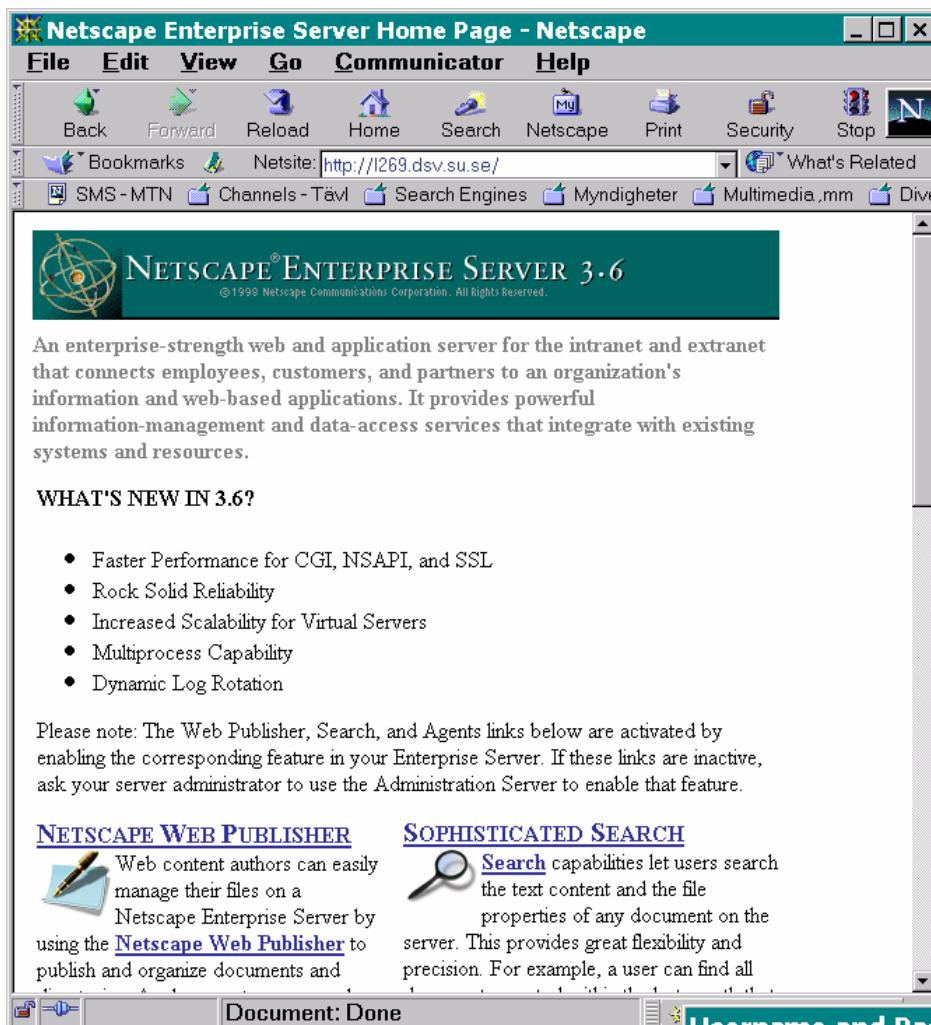 Netscape Enterprise Server Home Page - Netscape
File Edit View Go Communicator Help
My N
Back Forward Reload Home Search Netscape Print Security Stop
Bookmarks Netsite: http://l269.dsv.su.se/ What's Related
SMS - MTN Channels - Tävl Search Engines Myndigheter Multimedia ,mm Dive
NETSCAPE® ENTERPRISE SERVER 3.6
©1998 Netscape Communications Corporation. All Rights Reserved.
An enterprise-strength web and application server for the intranet and extranet
that connects employees, customers, and partners to an organization's
information and web-based applications. It provides powerful
information-management and data-access services that integrate with existing
systems and resources.
WHAT'S NEW IN 3.6?
• Faster Performance for CGI, NSAPI, and SSL
• Rock Solid Reliability
• Increased Scalability for Virtual Servers
• Multiprocess Capability
• Dynamic Log Rotation
Please note: The Web Publisher, Search, and Agents links below are activated by
enabling the corresponding feature in your Enterprise Server. If these links are inactive,
ask your server administrator to use the Administration Server to enable that feature.
NETSCAPE WEB PUBLISHER
Web content authors can easily
manage their files on a
Netscape Enterprise Server by
using the Netscape Web Publisher to
publish and organize documents and
SOPHISTICATED SEARCH
Search capabilities let users search
the text content and the file
properties of any document on the
server. This provides great flexibility and
precision. For example, a user can find all
Document: Done
Username and